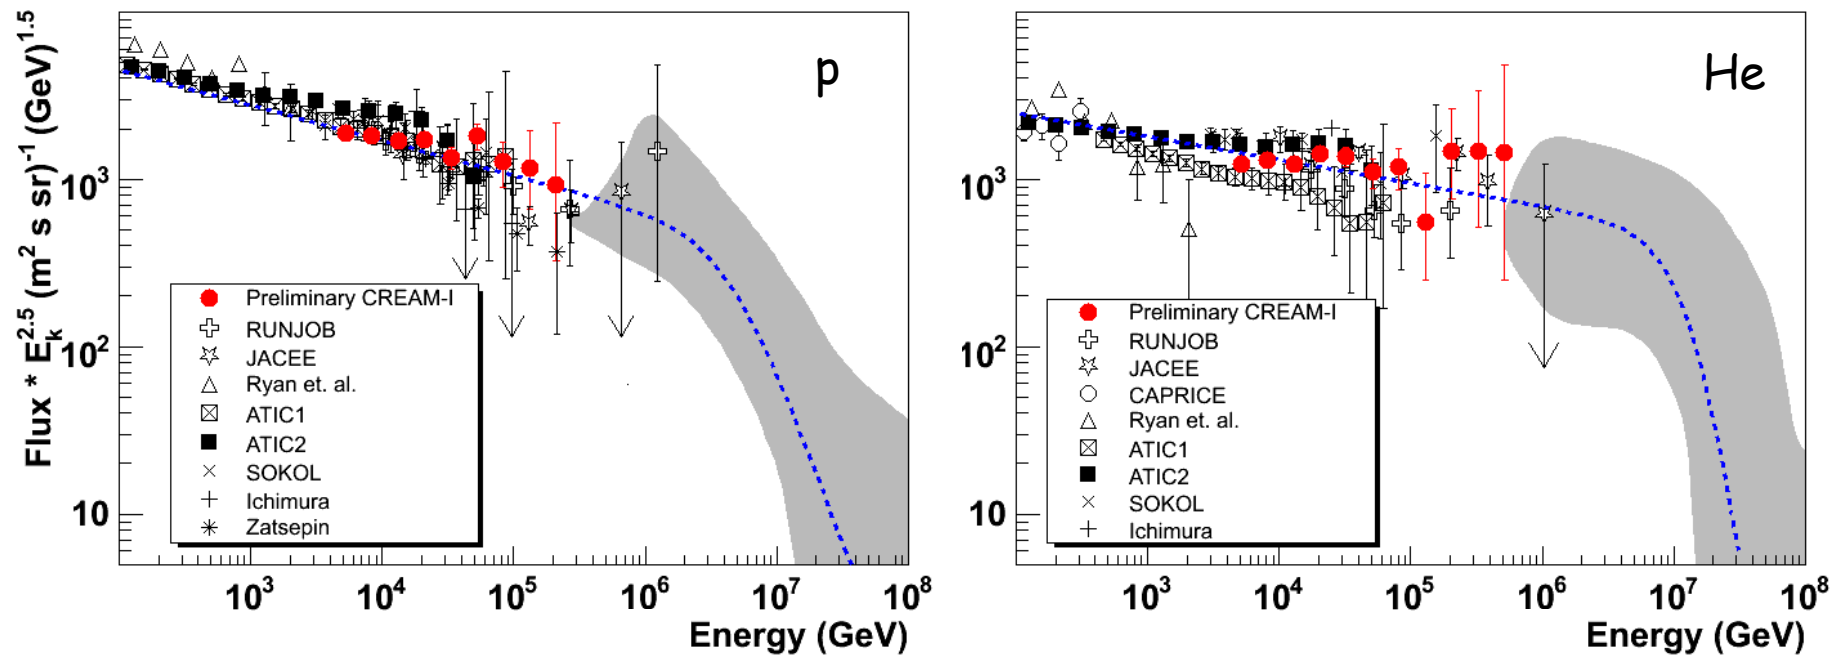 Flux * E_k^2.5 (m^2 s sr)^-1 (GeV)^1.5
p
10^3
10^2
10
Preliminary CREAM-I
RUNJOB
JACEE
Ryan et. al.
ATIC1
ATIC2
SOKOL
Ichimura
Zatsepin
10^3 10^4 10^5 10^6 10^7 10^8
Energy (GeV)
He
10^3
10^2
10
Preliminary CREAM-I
RUNJOB
JACEE
CAPRICE
Ryan et. al.
ATIC1
ATIC2
SOKOL
Ichimura
10^3 10^4 10^5 10^6 10^7 10^8
Energy (GeV)